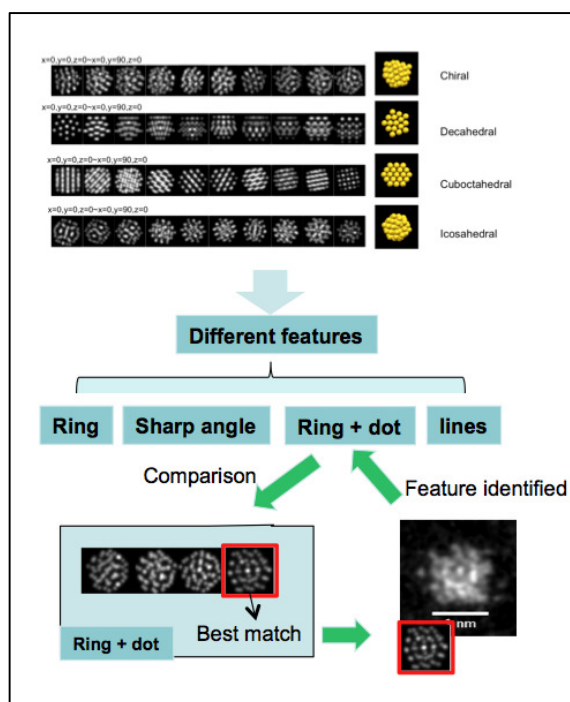 x=0,y=0,z=0~x=0,y=90,z=0
Chiral
x=0,y=0,z=0~x=0,y=90,z=0
Decahedral
x=0,y=0,z=0~x=0,y=90,z=0
Cuboctahedral
x=0,y=0,z=0~x=0,y=90,z=0
Icosahedral
Different features
Ring
Sharp angle
Ring + dot
lines
Comparison
Feature identified
Best match
Ring + dot
nm